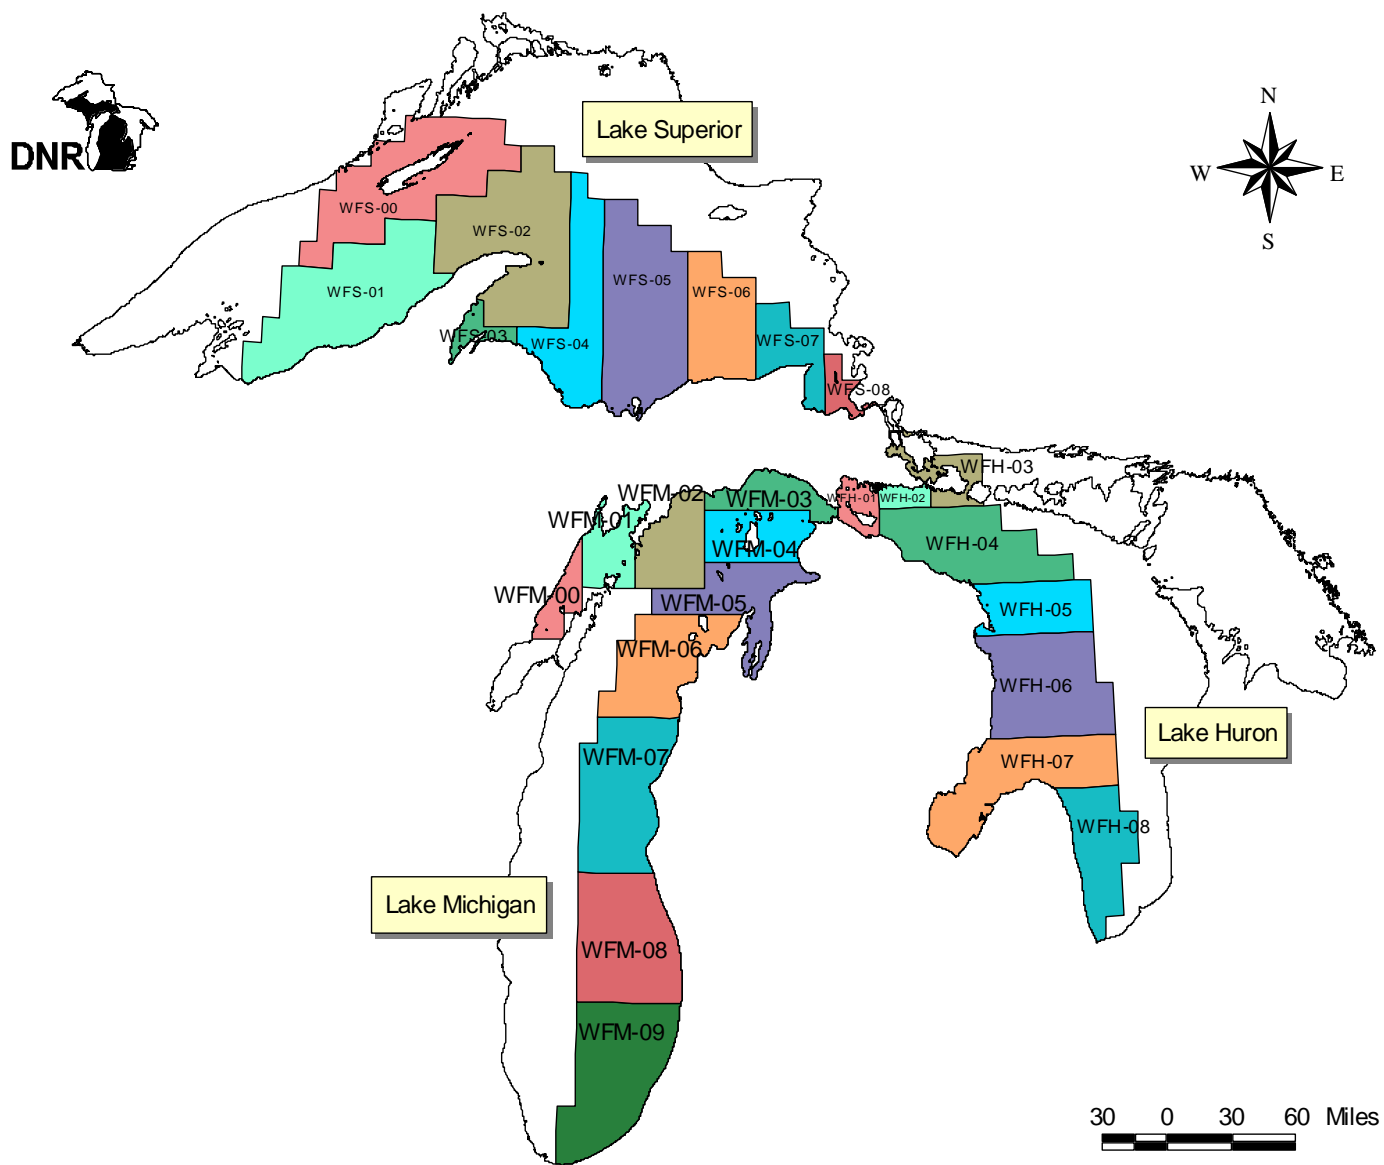 N
Lake Superior
DNR
W
E
S
WFS-00
WFS-02
WFS-05
WFS-01
WFS-06
WFS-03
WFS-04
WFS-07
WFS-08
WFH-03
WFM-02
WFM-03
WFH-01
WFH-02
WFM-01
WFM-04
WFH-04
WFM-00
WFM-05
WFH-05
WFM-06
WFH-06
Lake Huron
WFM-07
WFH-07
WFH-08
Lake Michigan
WFM-08
WFM-09
30 0 30 60 Miles